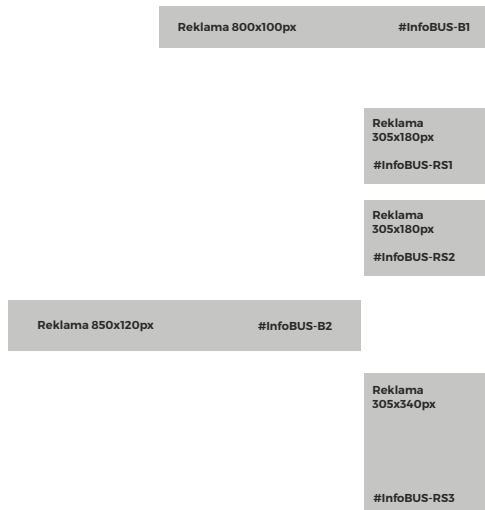 Reklama 800x100px #InfoBUS-B1
Reklama
305x180px
#InfoBUS-RS1
Reklama
305x180px
#InfoBUS-RS2
Reklama 850x120px #InfoBUS-B2
Reklama
305x340px
#InfoBUS-RS3